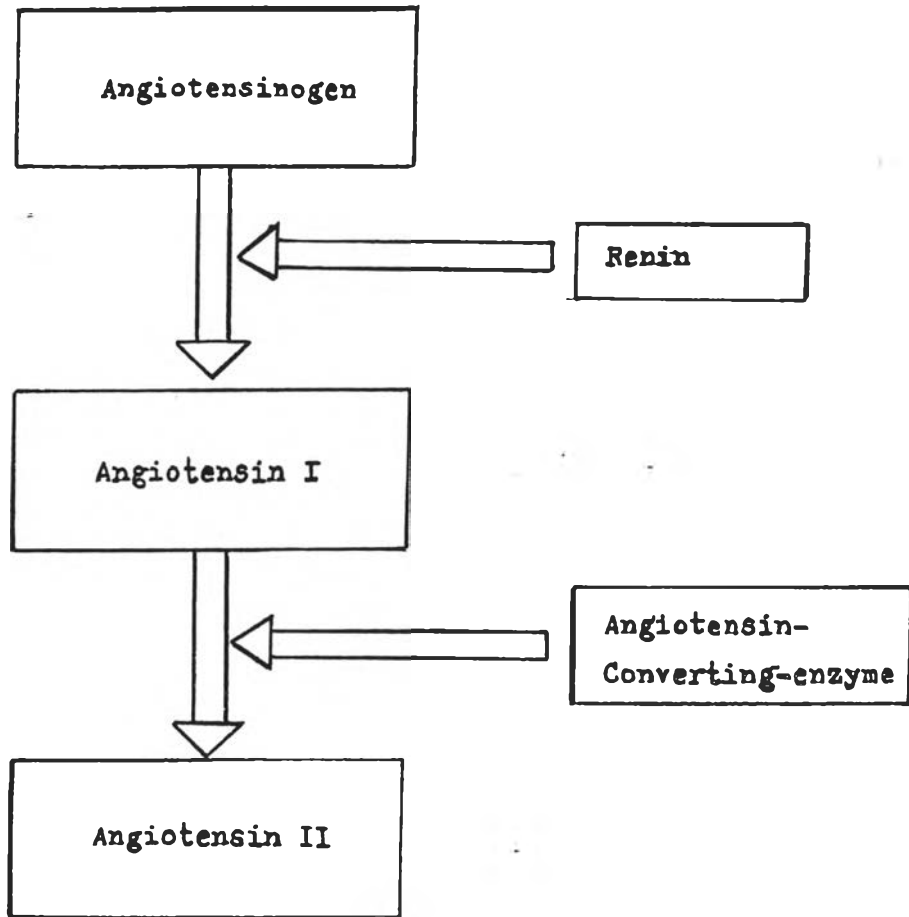 Angiotensinogen
Renin
Angiotensin I
Angiotensin-
Converting-enzyme
Angiotensin II